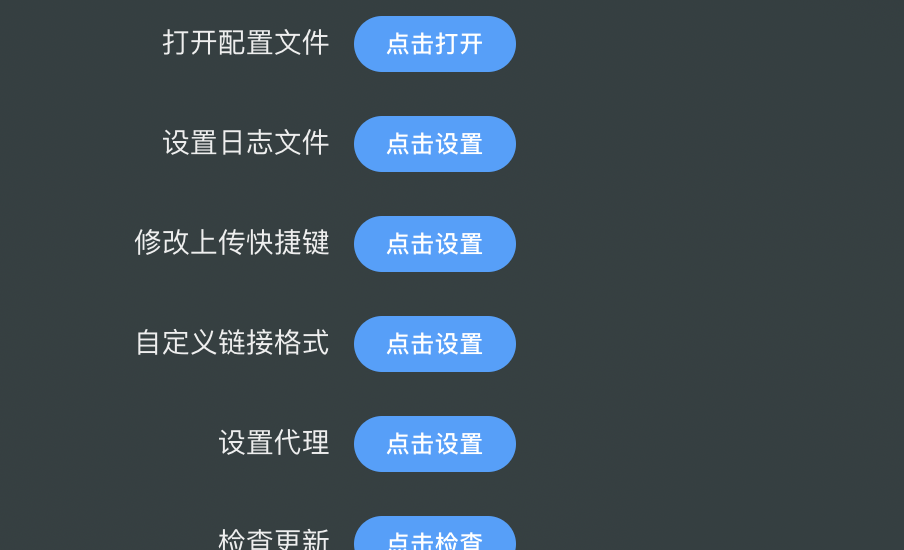 打开配置文件 点击打开
设置日志文件 点击设置
修改上传快捷键 点击设置
自定义链接格式 点击设置
设置代理 点击设置
检查更新 点击检查